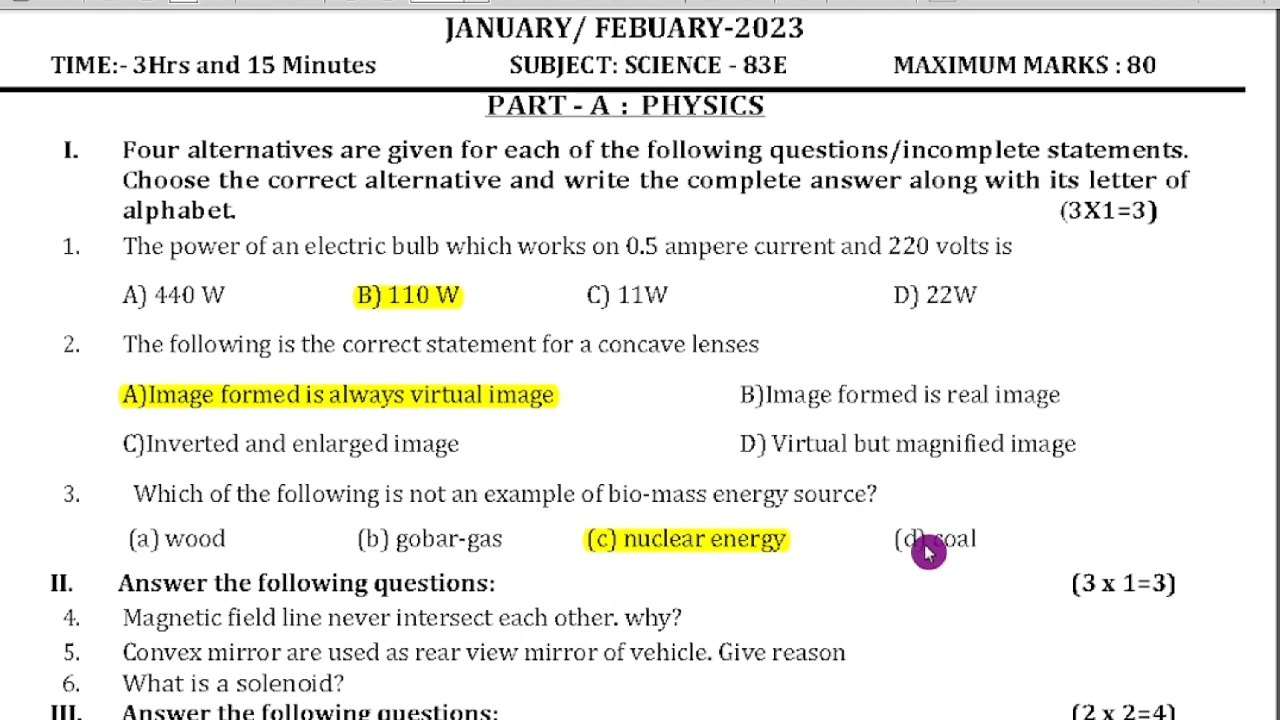 JANUARY/ FEBUARY-2023
TIME:- 3Hrs and 15 Minutes SUBJECT: SCIENCE - 83E MAXIMUM MARKS : 80
PART - A : PHYSICS
I. Four alternatives are given for each of the following questions/incomplete statements.
Choose the correct alternative and write the complete answer along with its letter of
alphabet. (3X1=3)
1. The power of an electric bulb which works on 0.5 ampere current and 220 volts is
A) 440 W B) 110 W C) 11W D) 22W
2. The following is the correct statement for a concave lenses
A)Image formed is always virtual image B)Image formed is real image
C)Inverted and enlarged image D) Virtual but magnified image
3. Which of the following is not an example of bio-mass energy source?
(a) wood (b) gobar-gas (c) nuclear energy (d) coal
II. Answer the following questions: (3 x 1=3)
4. Magnetic field line never intersect each other. why?
5. Convex mirror are used as rear view mirror of vehicle. Give reason
6. What is a solenoid?
III. Answer the following questions: (2 x 2=4)